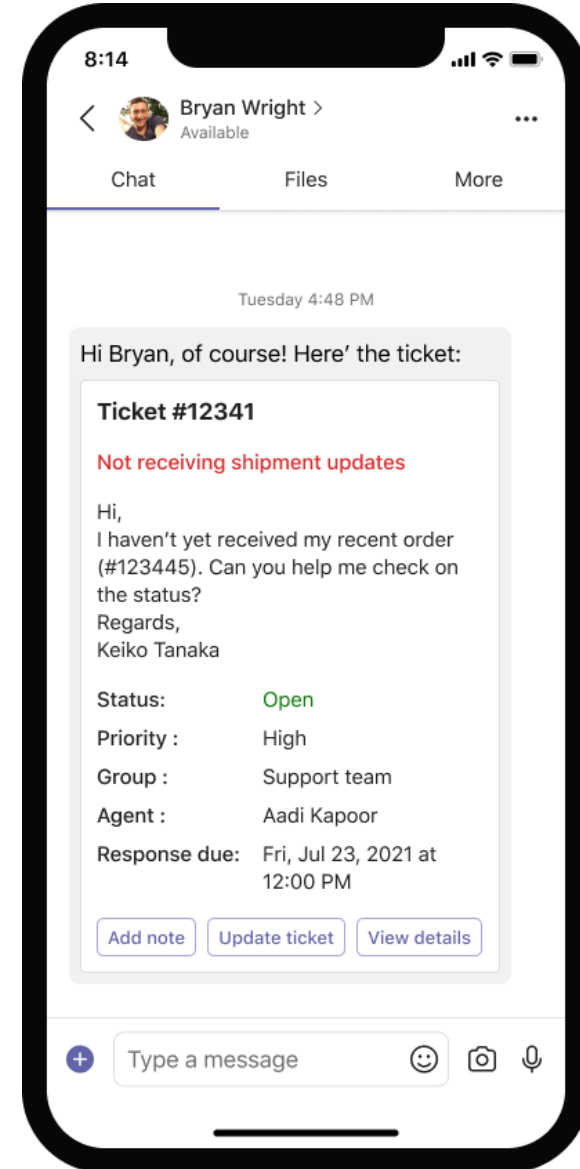 8:14
Bryan Wright >
Available
Chat Files More
Tuesday 4:48 PM
Hi Bryan, of course! Here’ the ticket:
Ticket #12341
Not receiving shipment updates
Hi,
I haven’t yet received my recent order
(#123445). Can you help me check on
the status?
Regards,
Keiko Tanaka
Status: Open
Priority : High
Group : Support team
Agent : Aadi Kapoor
Response due: Fri, Jul 23, 2021 at
12:00 PM
Add note Update ticket View details
Type a message